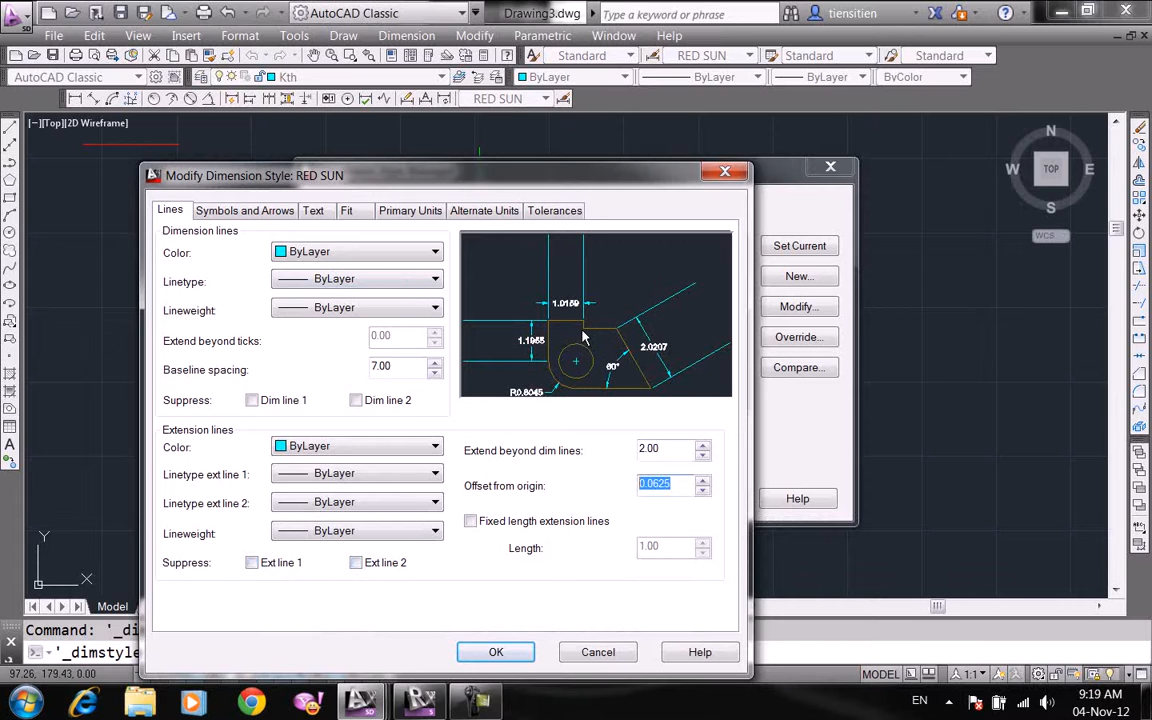 AutoCAD Classic
Drawing3.dwg
Type a keyword or phrase
tiensitien
File Edit View Insert Format Tools Draw Dimension Modify Parametric Window Help
Standard RED SUN Standard Standard
AutoCAD Classic Kth ByLayer ByLayer ByLayer ByColor
RED SUN
[−][Top][2D Wireframe]
N
W TOP E
S
WCS
Modify Dimension Style: RED SUN
Lines Symbols and Arrows Text Fit Primary Units Alternate Units Tolerances
Dimension lines
Color: ByLayer
Linetype: ByLayer
Lineweight: ByLayer
Extend beyond ticks: 0.00
Baseline spacing: 7.00
Suppress: Dim line 1 Dim line 2
1.0159
1.1955
2.0207
60°
R0.8045
Extension lines
Color: ByLayer
Linetype ext line 1: ByLayer
Linetype ext line 2: ByLayer
Lineweight: ByLayer
Suppress: Ext line 1 Ext line 2
Extend beyond dim lines: 2.00
Offset from origin: 0.0625
Fixed length extension lines
Length: 1.00
OK Cancel Help
Set Current
New...
Modify...
Override...
Compare...
Help
Y
X
Model
Command: '_di
'_dimstyle
97.26, 179.43, 0.00
MODEL 1:1
EN
9:19 AM
04-Nov-12